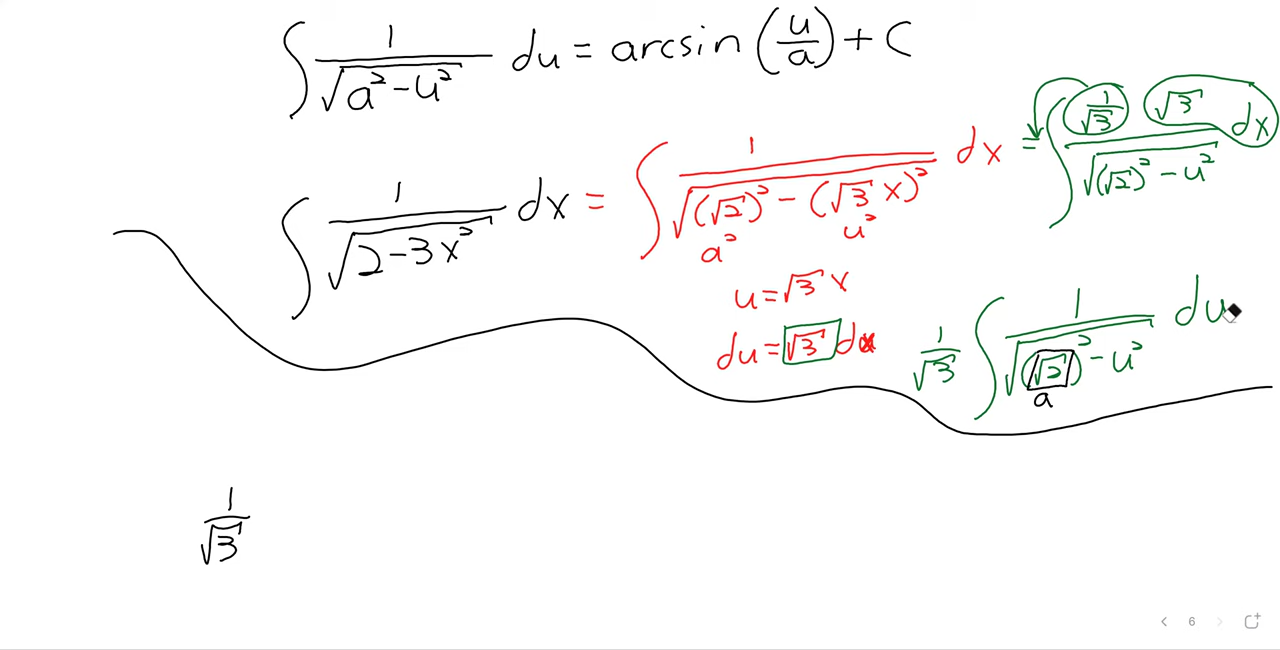 ∫ 1/√(a² − u²) du = arcsin (u/a) + C
∫ 1/√(2 − 3x²) dx = ∫ 1/√((√2)² − (√3 x)²) dx = ∫ (1/√3) √3 dx/√((√2)² − u²)
a² u²
u = √3 x
du = √3 dx
1/√3 ∫ 1/√((√2)² − u²) du
a
1/√3
6